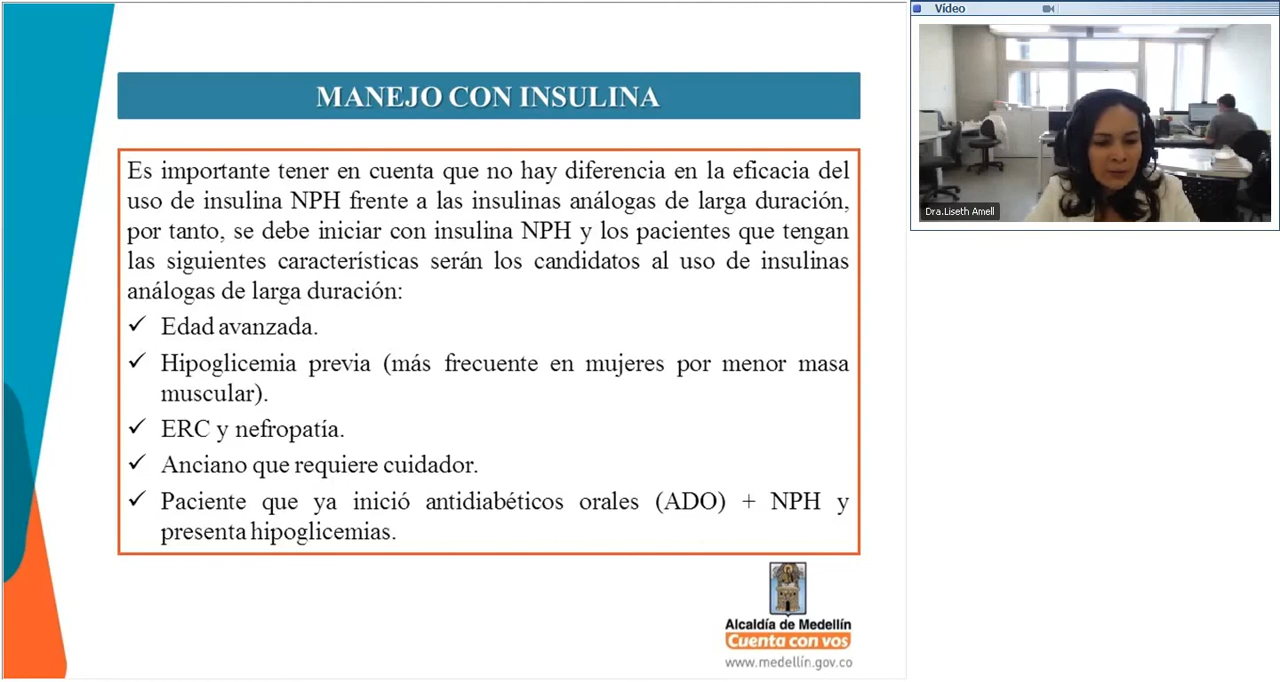 MANEJO CON INSULINA
Es importante tener en cuenta que no hay diferencia en la eficacia del
uso de insulina NPH frente a las insulinas análogas de larga duración,
por tanto, se debe iniciar con insulina NPH y los pacientes que tengan
las siguientes características serán los candidatos al uso de insulinas
análogas de larga duración:
✓ Edad avanzada.
✓ Hipoglicemia previa (más frecuente en mujeres por menor masa
muscular).
✓ ERC y nefropatía.
✓ Anciano que requiere cuidador.
✓ Paciente que ya inició antidiabéticos orales (ADO) + NPH y
presenta hipoglicemias.
Alcaldía de Medellín
Cuenta con vos
www.medellín.gov.co
Vídeo
Dra.Liseth Amell